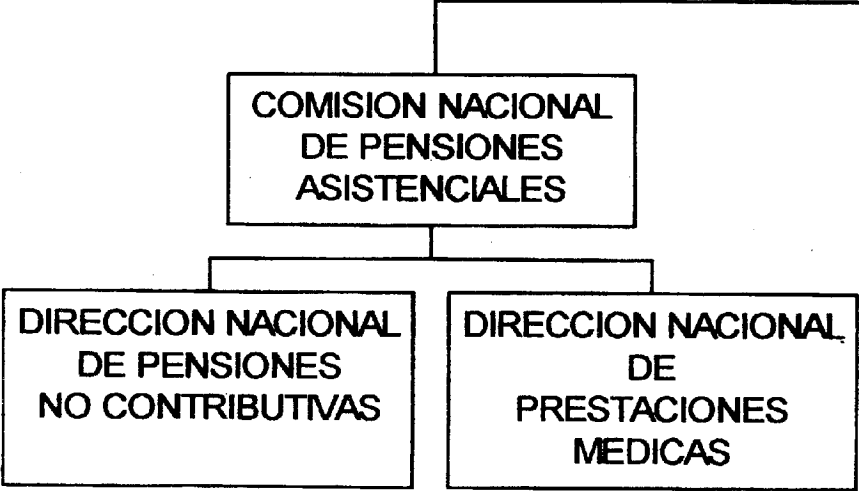 COMISION NACIONAL
DE PENSIONES
ASISTENCIALES
DIRECCION NACIONAL
DE PENSIONES
NO CONTRIBUTIVAS
DIRECCION NACIONAL
DE
PRESTACIONES
MEDICAS